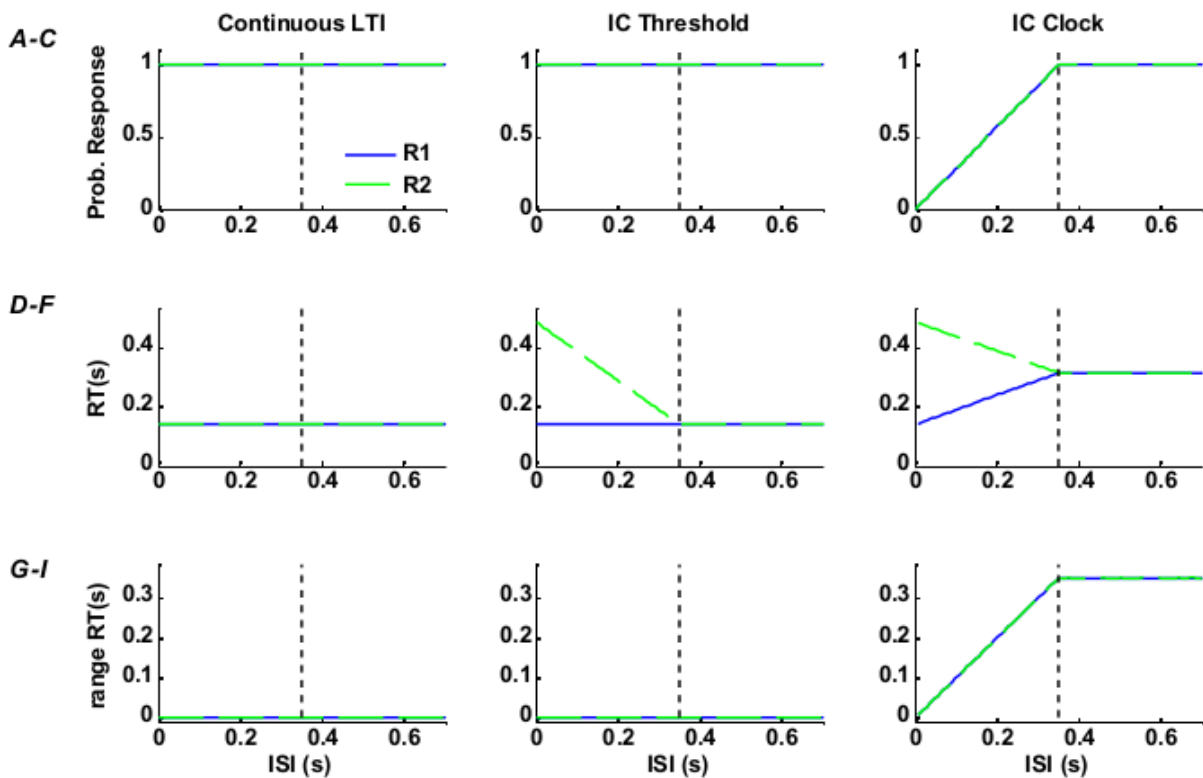 A-C
Continuous LTI
IC Threshold
IC Clock
Prob. Response
1
0.5
0
0 0.2 0.4 0.6
R1
R2
1
0.5
0
0 0.2 0.4 0.6
1
0.5
0
0 0.2 0.4 0.6
D-F
RT(s)
0.4
0.2
0
0 0.2 0.4 0.6
0.4
0.2
0
0 0.2 0.4 0.6
0.4
0.2
0
0 0.2 0.4 0.6
G-I
range RT(s)
0.3
0.2
0.1
0
0 0.2 0.4 0.6
ISI (s)
0.3
0.2
0.1
0
0 0.2 0.4 0.6
ISI (s)
0.3
0.2
0.1
0
0 0.2 0.4 0.6
ISI (s)